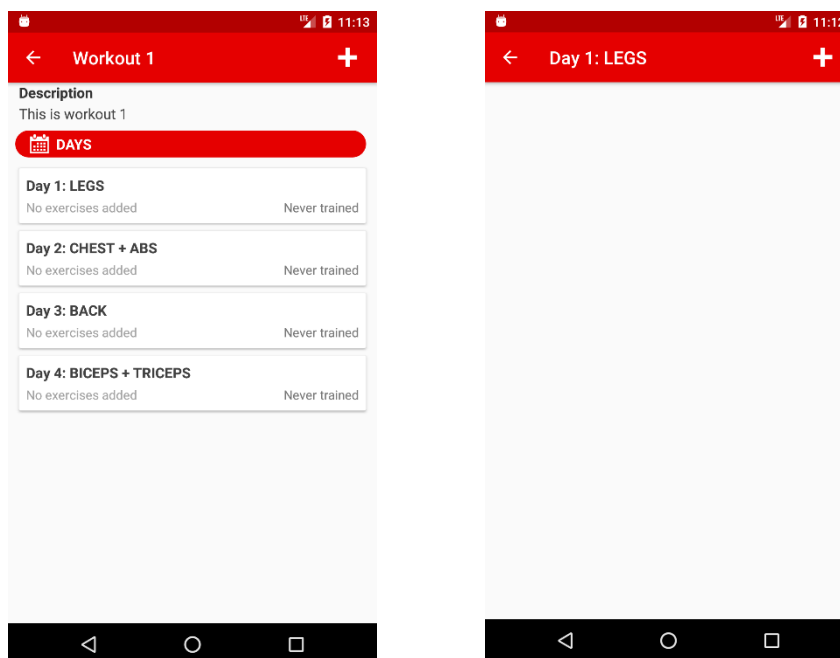 LTE 11:13
Workout 1
Description
This is workout 1
DAYS
Day 1: LEGS
No exercises added Never trained
Day 2: CHEST + ABS
No exercises added Never trained
Day 3: BACK
No exercises added Never trained
Day 4: BICEPS + TRICEPS
No exercises added Never trained
LTE
Day 1: LEGS